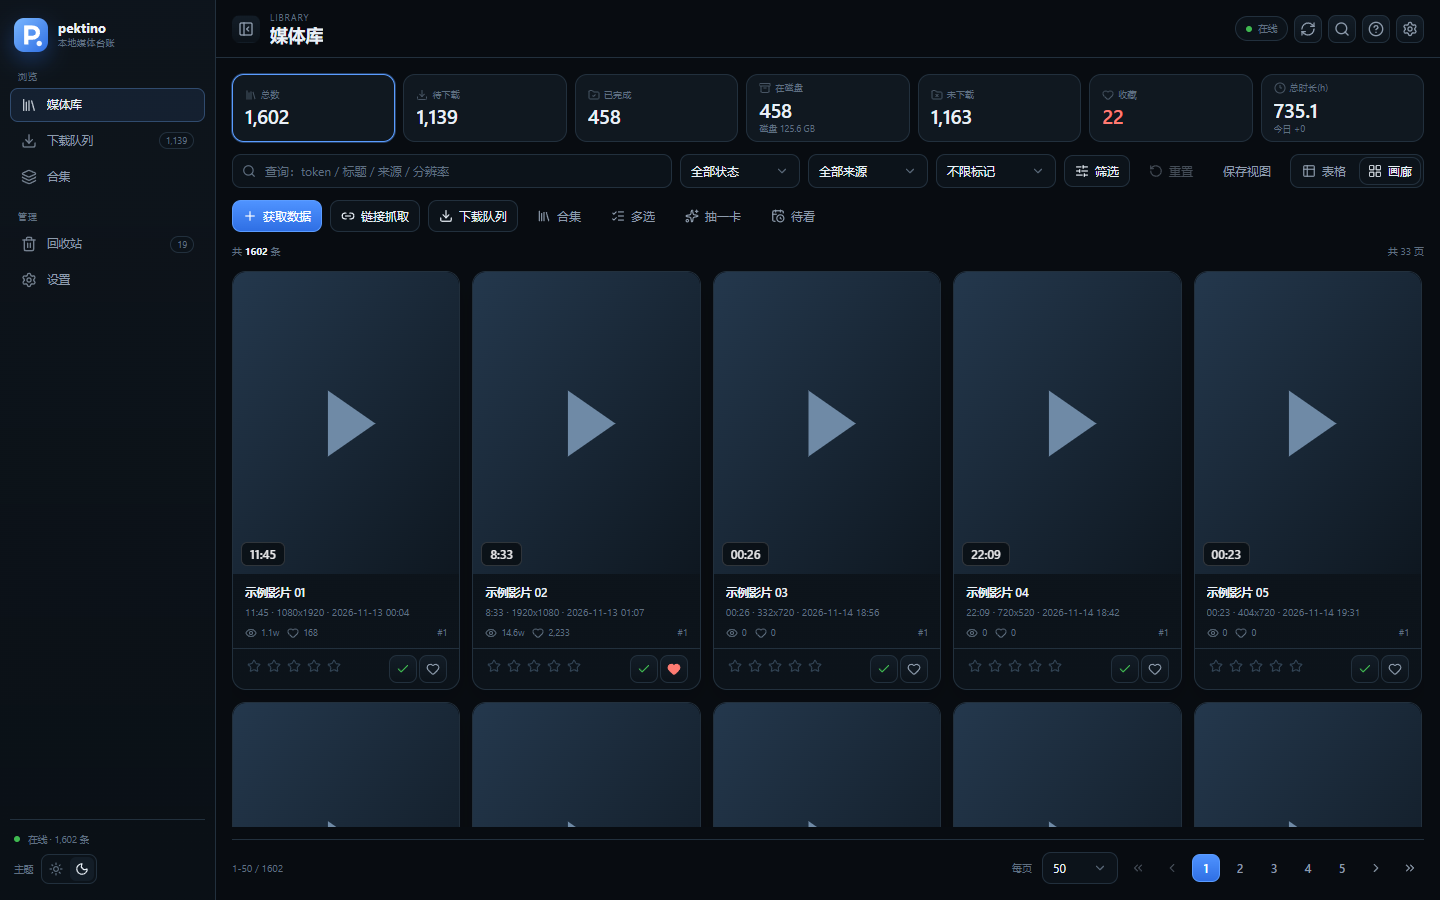 pektino
本地媒体台账
浏览
媒体库
下载队列 1,139
合集
管理
回收站 19
设置
在线 · 1,602 条
主题
LIBRARY
媒体库
在线
总数
1,602
待下载
1,139
已完成
458
在磁盘
458
磁盘 125.6 GB
未下载
1,163
收藏
22
总时长(h)
735.1
今日 +0
查询：token / 标题 / 来源 / 分辨率
全部状态
全部来源
不限标记
筛选
重置
保存视图
表格
画廊
获取数据
链接抓取
下载队列
合集
多选
抽一卡
待看
共 1602 条
共 33 页
11:45
示例影片 01
11:45 · 1080x1920 · 2026-11-13 00:04
1.1w 168 #1
8:33
示例影片 02
8:33 · 1920x1080 · 2026-11-13 01:07
14.6w 2,233 #1
00:26
示例影片 03
00:26 · 332x720 · 2026-11-14 18:56
0 0 #1
22:09
示例影片 04
22:09 · 720x520 · 2026-11-14 18:42
0 0 #1
00:23
示例影片 05
00:23 · 404x720 · 2026-11-14 19:31
0 0 #1
1-50 / 1602
每页 50 « ‹ 1 2 3 4 5 › »